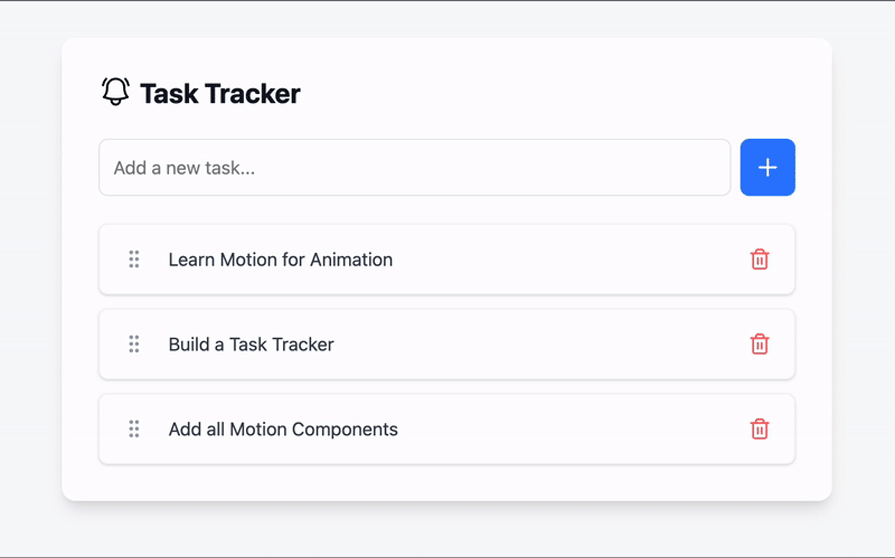 Task Tracker
Add a new task...
Learn Motion for Animation
Build a Task Tracker
Add all Motion Components